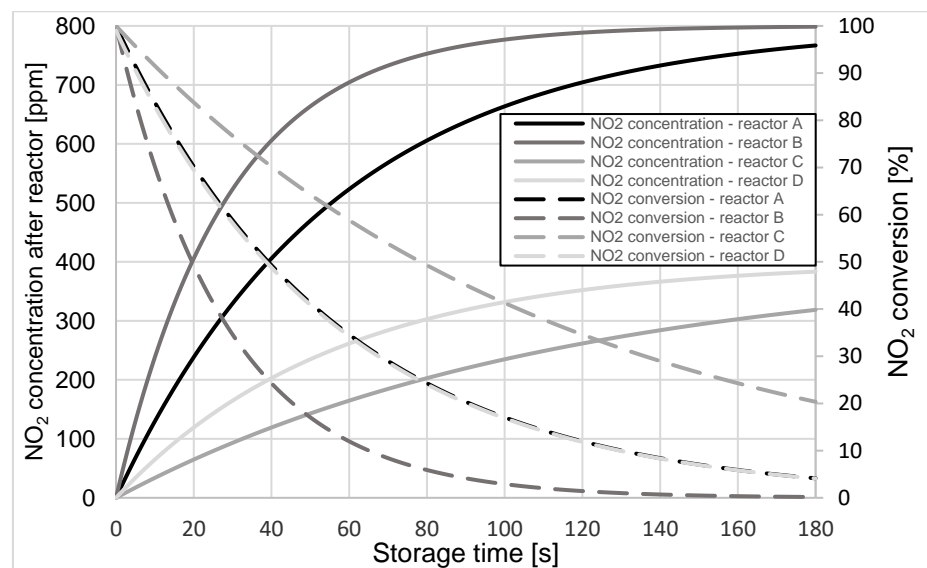 NO₂ concentration after reactor [ppm]
800
700
600
500
400
300
200
100
0
NO2 concentration - reactor A
NO2 concentration - reactor B
NO2 concentration - reactor C
NO2 concentration - reactor D
NO2 conversion - reactor A
NO2 conversion - reactor B
NO2 conversion - reactor C
NO2 conversion - reactor D
100
90
80
70
60
50
40
30
20
10
0
NO₂ conversion [%]
0 20 40 60 80 100 120 140 160 180
Storage time [s]